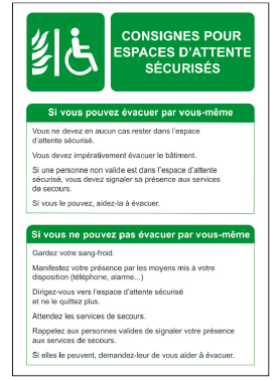 CONSIGNES POUR
ESPACES D'ATTENTE
SÉCURISÉS
Si vous pouvez évacuer par vous-même
Vous ne devez en aucun cas rester dans l'espace
d'attente sécurisé.
Vous devez impérativement évacuer le bâtiment.
Si une personne non valide est dans l'espace d'attente
sécurisé, vous devez signaler sa présence aux services
de secours.
Si vous le pouvez, aidez-la à évacuer.
Si vous ne pouvez pas évacuer par vous-même
Gardez votre sang-froid.
Manifestez votre présence par les moyens mis à votre
disposition (téléphone, alarme...)
Dirigez-vous vers l'espace d'attente sécurisé
et ne le quittez plus.
Attendez les services de secours.
Rappelez aux personnes valides de signaler votre présence
aux services de secours.
Si elles le peuvent, demandez-leur de vous aider à évacuer.